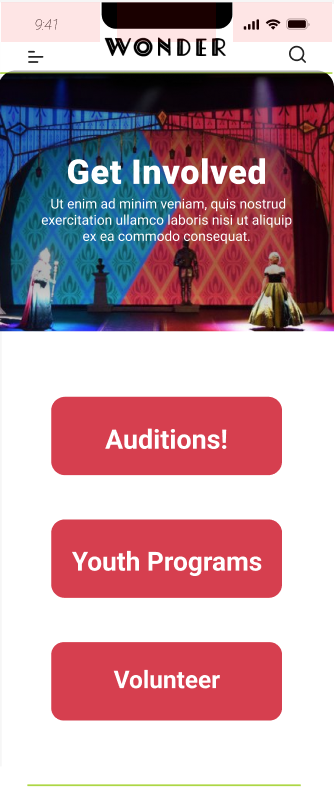 9:41
WONDER
Get Involved
Ut enim ad minim veniam, quis nostrud
exercitation ullamco laboris nisi ut aliquip
ex ea commodo consequat.
Auditions!
Youth Programs
Volunteer